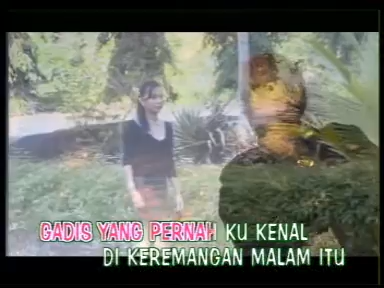 GADIS YANG PERNAH KU KENAL
DI KEREMANGAN MALAM ITU